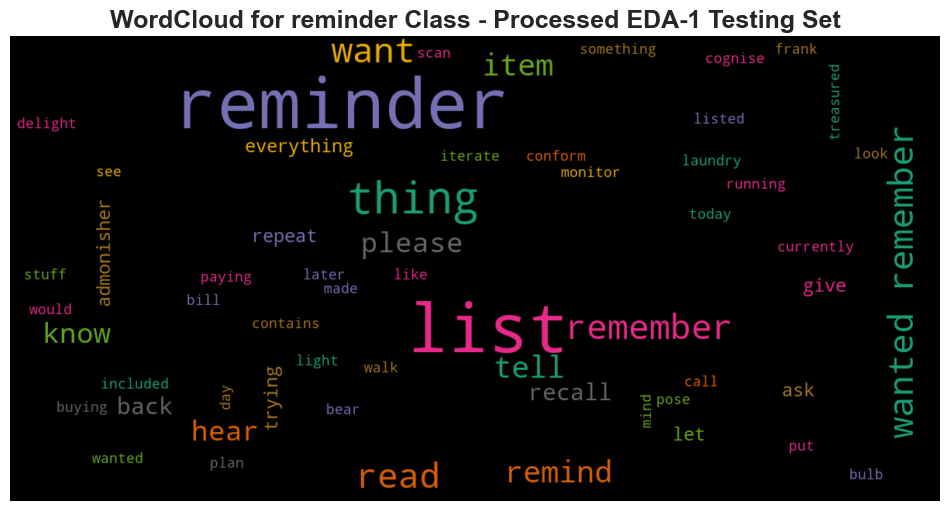 WordCloud for reminder Class - Processed EDA-1 Testing Set
want
scan
something
frank
item
cognise
reminder
treasured
delight
listed
everything
iterate
conform
laundry
look
see
monitor
running
thing
wanted remember
admonisher
today
repeat
please
currently
stuff
paying
later
like
made
give
bill
would
list
know
contains
remember
light
walk
tell
included
day
trying
recall
call
ask
buying
back
bear
mind
pose
hear
let
put
wanted
plan
read
remind
bulb